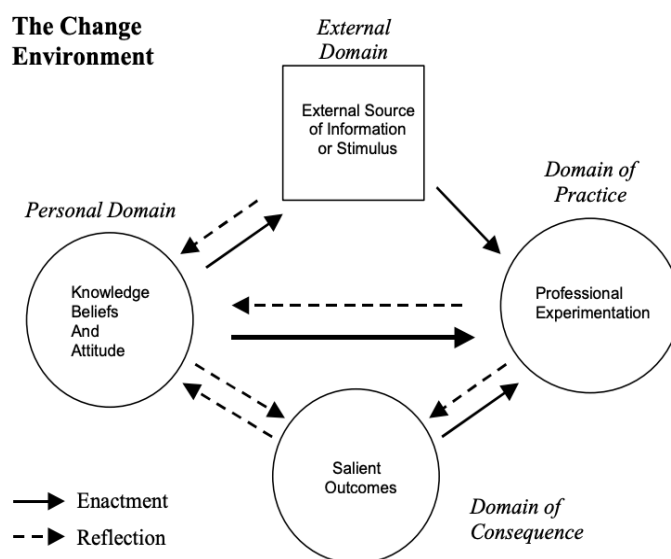 The Change
Environment
External
Domain
External Source
of Information
or Stimulus
Domain of
Practice
Personal Domain
Knowledge
Beliefs
And
Attitude
Professional
Experimentation
Salient
Outcomes
Enactment
Reflection
Domain of
Consequence